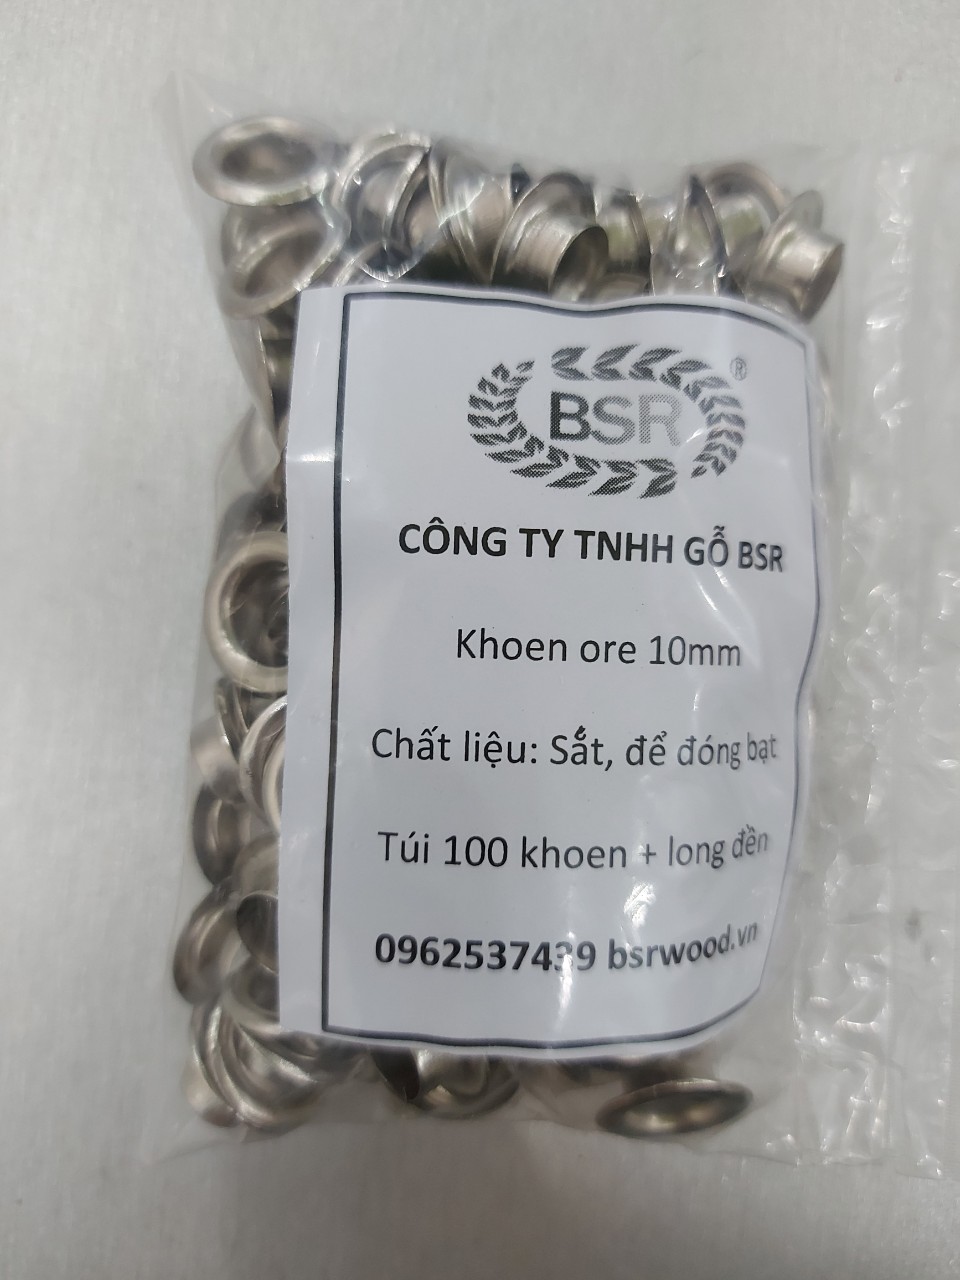 BSR ®
CÔNG TY TNHH GỖ BSR
Khoen ore 10mm
Chất liệu: Sắt, để đóng bạt
Túi 100 khoen + long đền
0962537439 bsrwood.vn